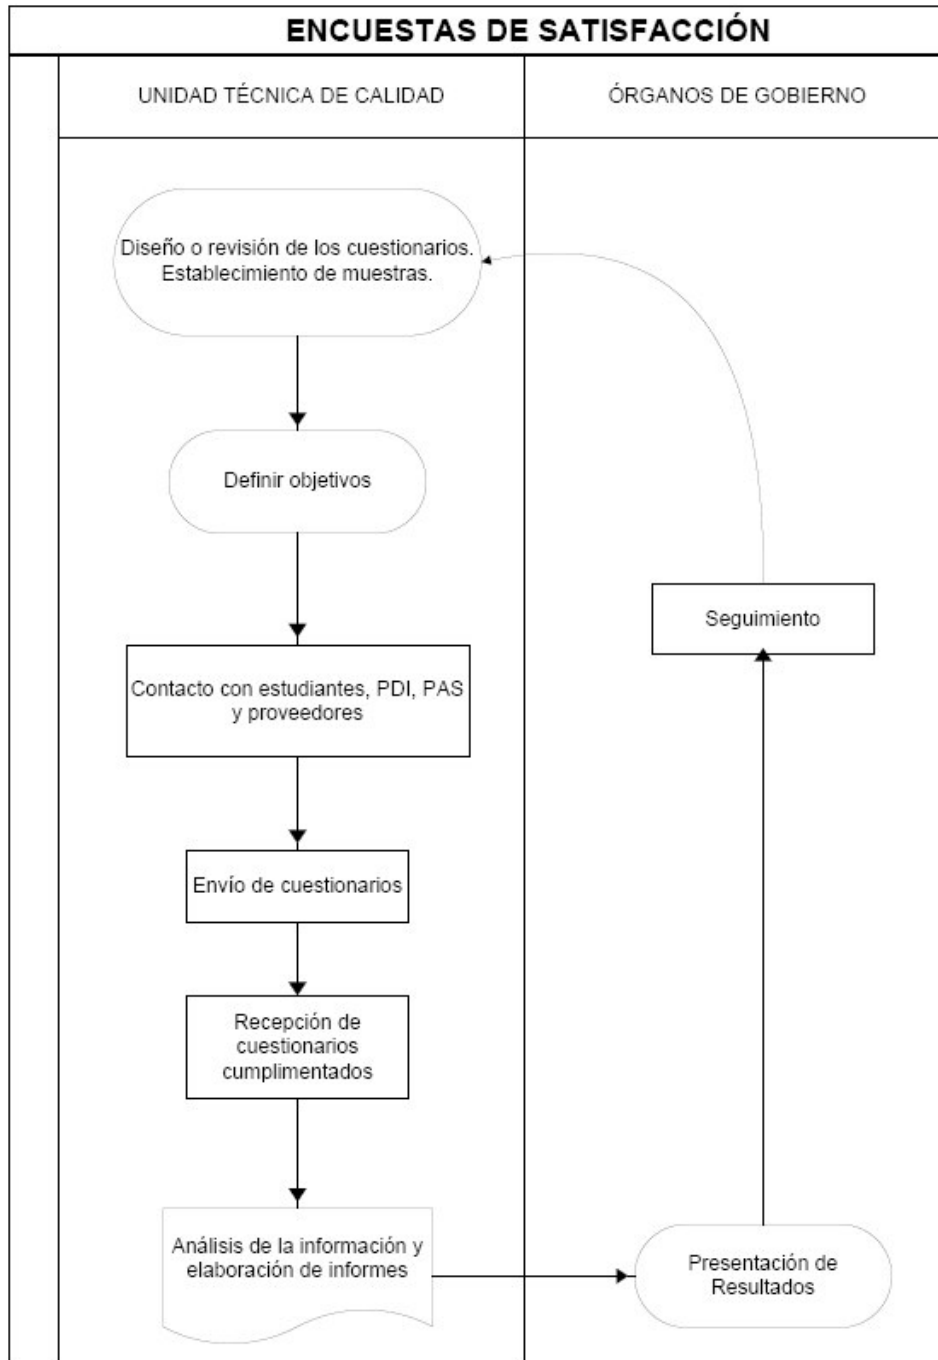 ENCUESTAS DE SATISFACCIÓN
UNIDAD TÉCNICA DE CALIDAD
ÓRGANOS DE GOBIERNO
Diseño o revisión de los cuestionarios.
Establecimiento de muestras.
Definir objetivos
Contacto con estudiantes, PDI, PAS
y proveedores
Envío de cuestionarios
Recepción de
cuestionarios
cumplimentados
Análisis de la información y
elaboración de informes
Presentación de
Resultados
Seguimiento